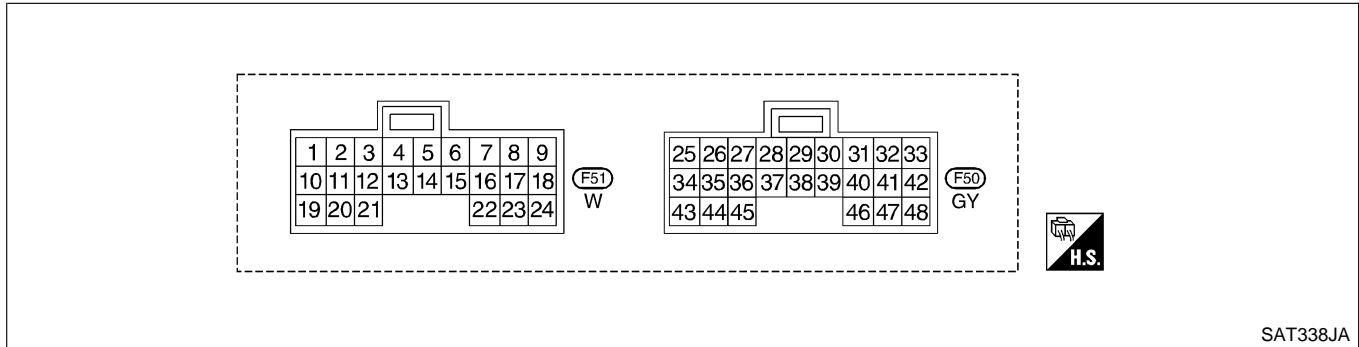 1 2 3 4 5 6 7 8 9
10 11 12 13 14 15 16 17 18
19 20 21 22 23 24
F51
W
25 26 27 28 29 30 31 32 33
34 35 36 37 38 39 40 41 42
43 44 45 46 47 48
F50
GY
H.S.
SAT338JA